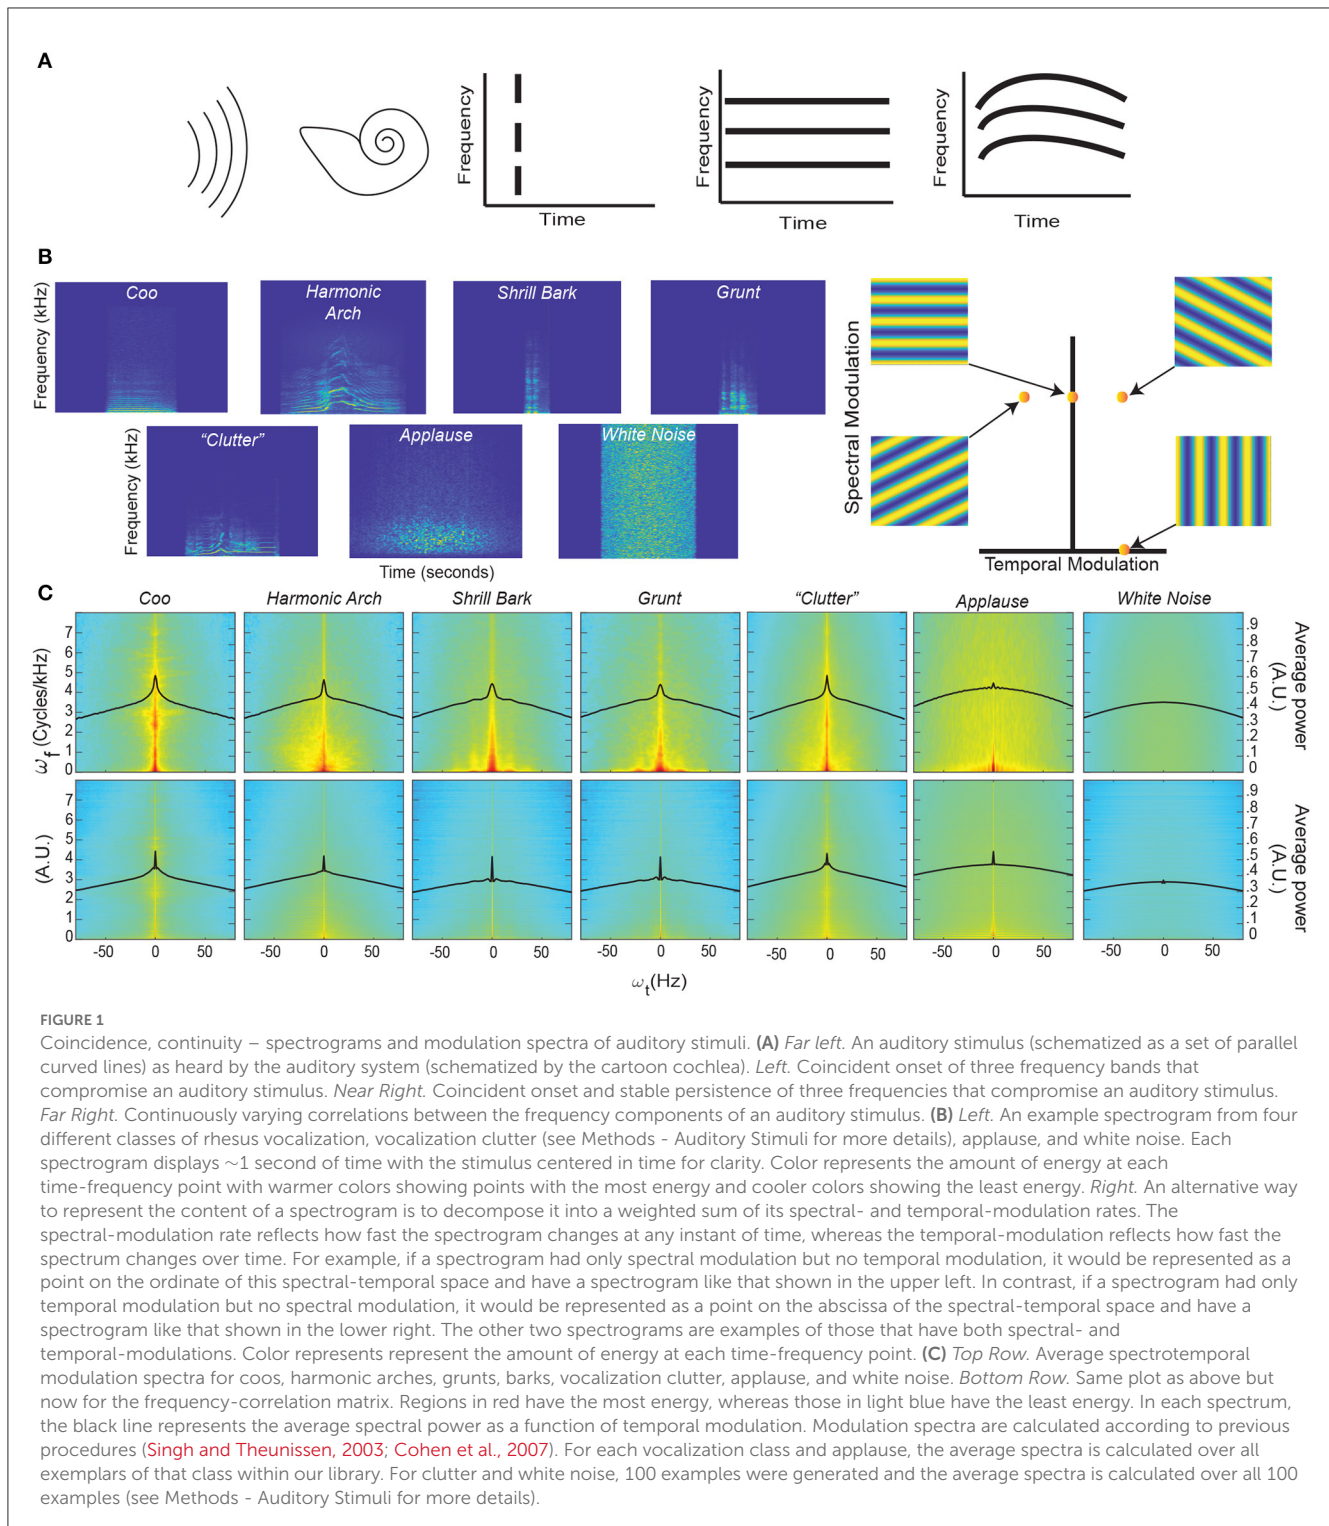 A
Frequency
Time
Frequency
Time
Frequency
Time
B
Frequency (kHz)
Coo
Harmonic
Arch
Shrill Bark
Grunt
Frequency (kHz)
“Clutter”
Applause
White Noise
Time (seconds)
Spectral Modulation
Temporal Modulation
C
Coo
Harmonic Arch
Shrill Bark
Grunt
“Clutter”
Applause
White Noise
ωf (Cycles/kHz)
7
6
5
4
3
2
1
0
.9
.8
.7
.6
.5
.4
.3
.2
.1
0
Average power
(A.U.)
(A.U.)
7
6
5
4
3
2
1
0
.9
.8
.7
.6
.5
.4
.3
.2
.1
0
Average power
(A.U.)
-50 0 50
-50 0 50
-50 0 50
-50 0 50
-50 0 50
-50 0 50
-50 0 50
ωt(Hz)
FIGURE 1
Coincidence, continuity – spectrograms and modulation spectra of auditory stimuli. (A) Far left. An auditory stimulus (schematized as a set of parallel
curved lines) as heard by the auditory system (schematized by the cartoon cochlea). Left. Coincident onset of three frequency bands that
compromise an auditory stimulus. Near Right. Coincident onset and stable persistence of three frequencies that compromise an auditory stimulus.
Far Right. Continuously varying correlations between the frequency components of an auditory stimulus. (B) Left. An example spectrogram from four
different classes of rhesus vocalization, vocalization clutter (see Methods - Auditory Stimuli for more details), applause, and white noise. Each
spectrogram displays ∼1 second of time with the stimulus centered in time for clarity. Color represents the amount of energy at each
time-frequency point with warmer colors showing points with the most energy and cooler colors showing the least energy. Right. An alternative way
to represent the content of a spectrogram is to decompose it into a weighted sum of its spectral- and temporal-modulation rates. The
spectral-modulation rate reflects how fast the spectrogram changes at any instant of time, whereas the temporal-modulation reflects how fast the
spectrum changes over time. For example, if a spectrogram had only spectral modulation but no temporal modulation, it would be represented as a
point on the ordinate of this spectral-temporal space and have a spectrogram like that shown in the upper left. In contrast, if a spectrogram had only
temporal modulation but no spectral modulation, it would be represented as a point on the abscissa of the spectral-temporal space and have a
spectrogram like that shown in the lower right. The other two spectrograms are examples of those that have both spectral- and
temporal-modulations. Color represents represent the amount of energy at each time-frequency point. (C) Top Row. Average spectrotemporal
modulation spectra for coos, harmonic arches, grunts, barks, vocalization clutter, applause, and white noise. Bottom Row. Same plot as above but
now for the frequency-correlation matrix. Regions in red have the most energy, whereas those in light blue have the least energy. In each spectrum,
the black line represents the average spectral power as a function of temporal modulation. Modulation spectra are calculated according to previous
procedures (Singh and Theunissen, 2003; Cohen et al., 2007). For each vocalization class and applause, the average spectra is calculated over all
exemplars of that class within our library. For clutter and white noise, 100 examples were generated and the average spectra is calculated over all 100
examples (see Methods - Auditory Stimuli for more details).